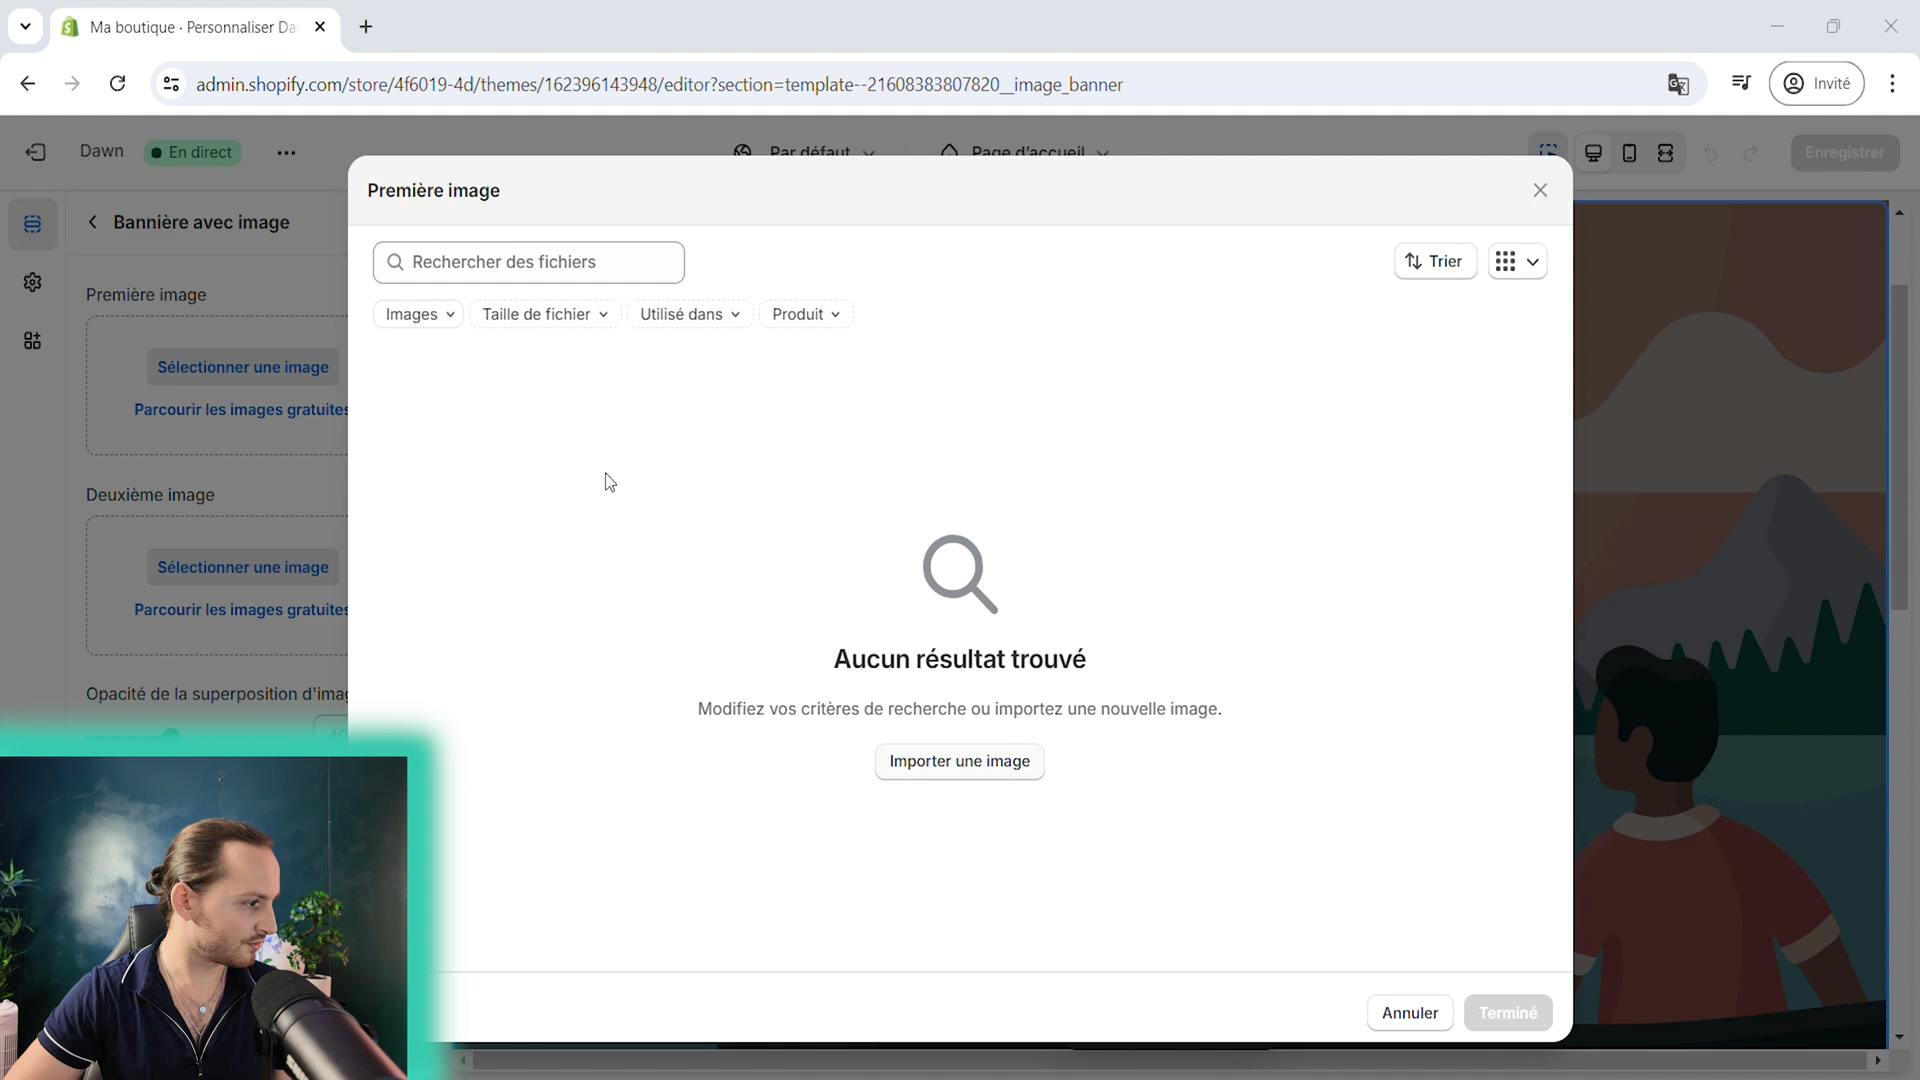 Ma boutique · Personnaliser Da
admin.shopify.com/store/4f6019-4d/themes/162396143948/editor?section=template--21608383807820__image_banner
Invité
Dawn
En direct
Par défaut
Page d'accueil
Enregistrer
Bannière avec image
Première image
Sélectionner une image
Parcourir les images gratuites
Deuxième image
Sélectionner une image
Parcourir les images gratuites
Opacité de la superposition d'imag
40
Première image
Rechercher des fichiers
Trier
Images
Taille de fichier
Utilisé dans
Produit
Aucun résultat trouvé
Modifiez vos critères de recherche ou importez une nouvelle image.
Importer une image
Annuler
Terminé